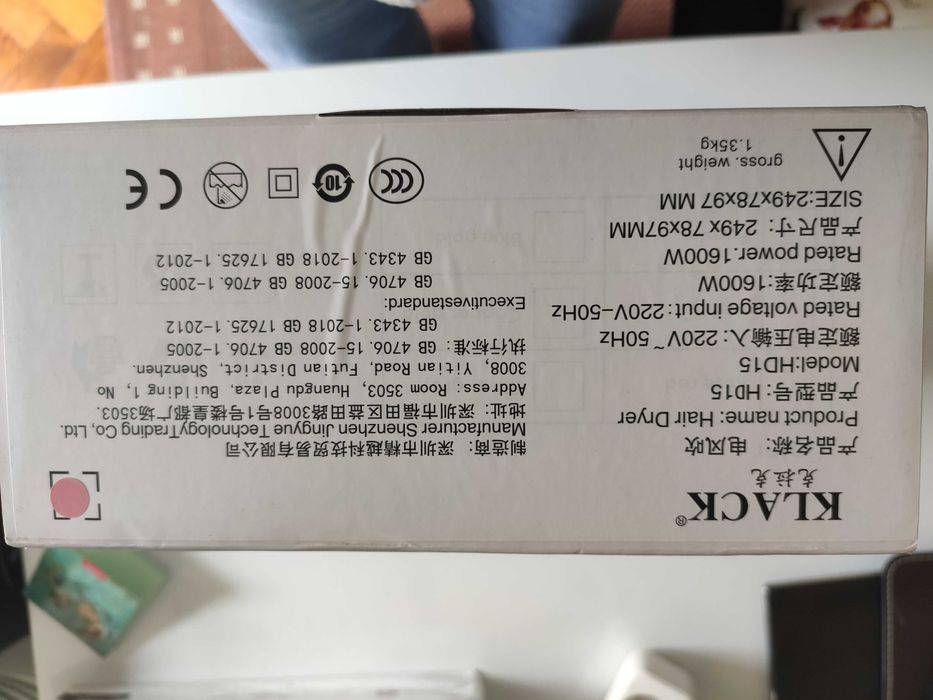 KLACK®
克拉克
产品名称: 电风吹
Product name: Hair Dryer
产品型号: HD15
Model:HD15
额定电压输入: 220V~50Hz
Rated voltage input:220V-50Hz
额定功率:1600W
Rated power.1600W
产品尺寸: 249x78x97MM
SIZE:249x78x97 MM
gross. weight
1.35kg
制造商: 深圳市精越科技贸易有限公司
Manufacturer Shenzhen Jingyue TechnologyTrading Co, Ltd.
地址: 深圳市福田区益田路3008号1号楼皇都广场3503.
Address: Room 3503, Huangdu Plaza, Building 1, No
3008, Yitian Road, Futian District, Shenzhen.
执行标准: GB 4706.15-2008 GB 4706.1-2005
GB 4343.1-2018 GB 17625.1-2012
Executivestandard:
GB 4706.15-2008 GB 4706.1-2005
GB 4343.1-2018 GB 17625.1-2012
CCC
10
CE